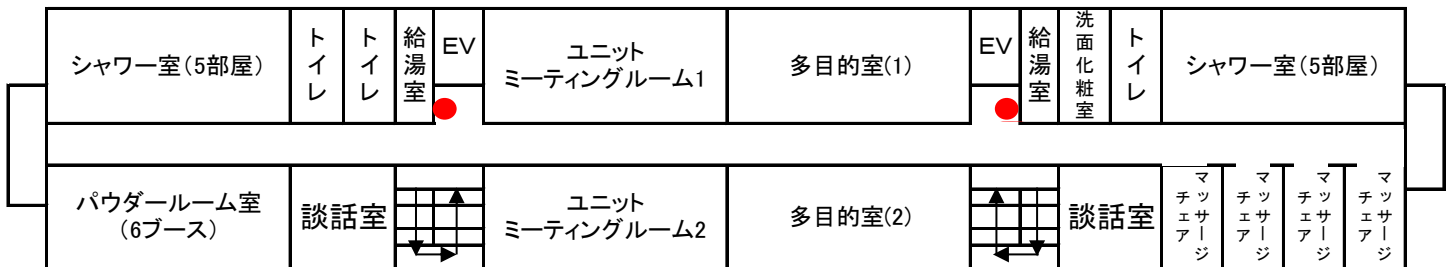 シャワー室(5部屋)
トイレ
トイレ
給湯室
EV
ユニット
ミーティングルーム1
多目的室(1)
EV
給湯室
洗面化粧室
トイレ
シャワー室(5部屋)
パウダールーム室
(6ブース)
談話室
ユニット
ミーティングルーム2
多目的室(2)
談話室
マッサージ
チェア
マッサージ
チェア
マッサージ
チェア
マッサージ
チェア